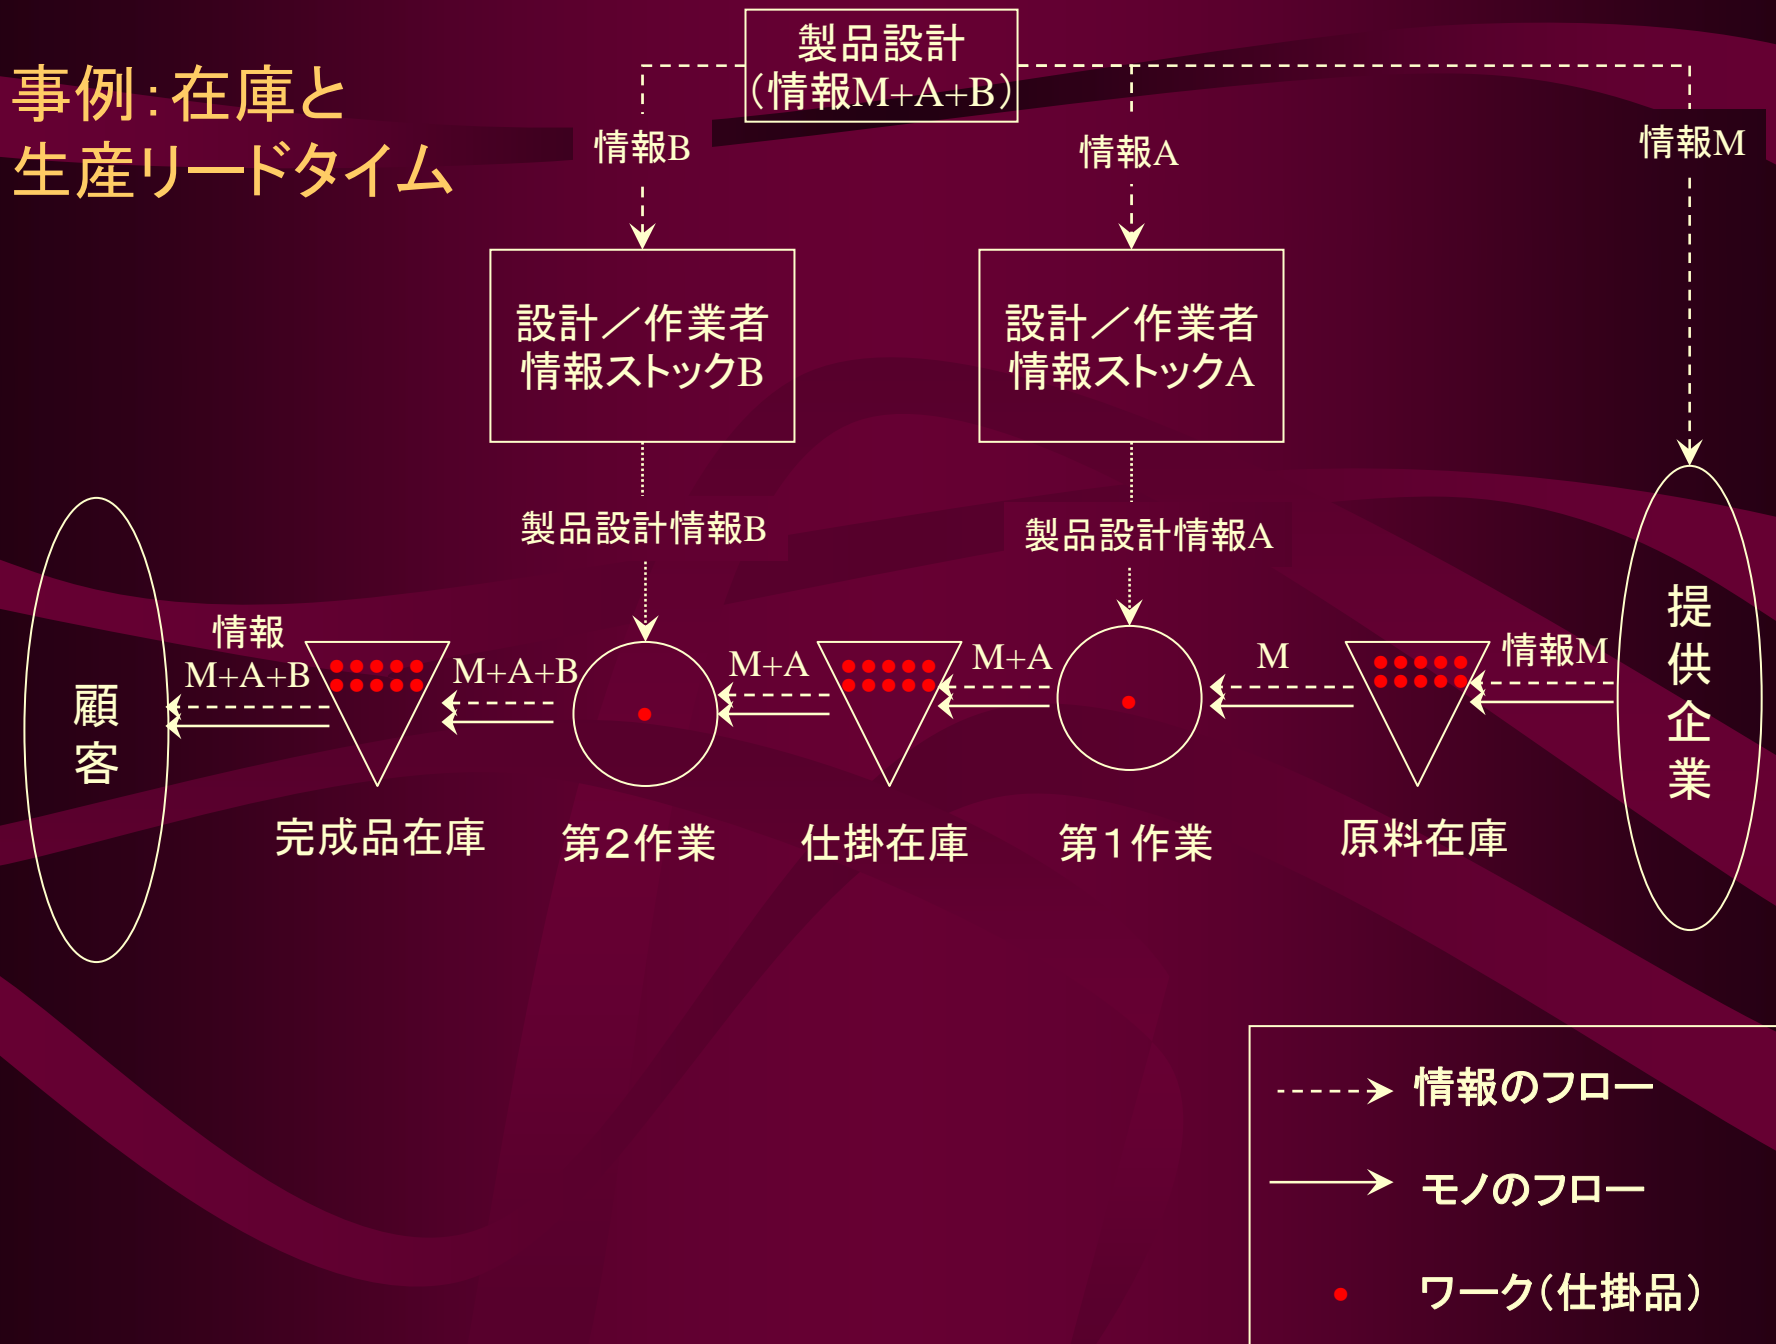 事例：在庫と
生産リードタイム
製品設計
（情報M+A+B）
情報B
情報A
情報M
設計／作業者
情報ストックB
設計／作業者
情報ストックA
製品設計情報B
製品設計情報A
顧客
情報
M+A+B
M+A+B
M+A
M+A
M
情報M
提供企業
完成品在庫
第２作業
仕掛在庫
第１作業
原料在庫
情報のフロー
モノのフロー
ワーク（仕掛品）